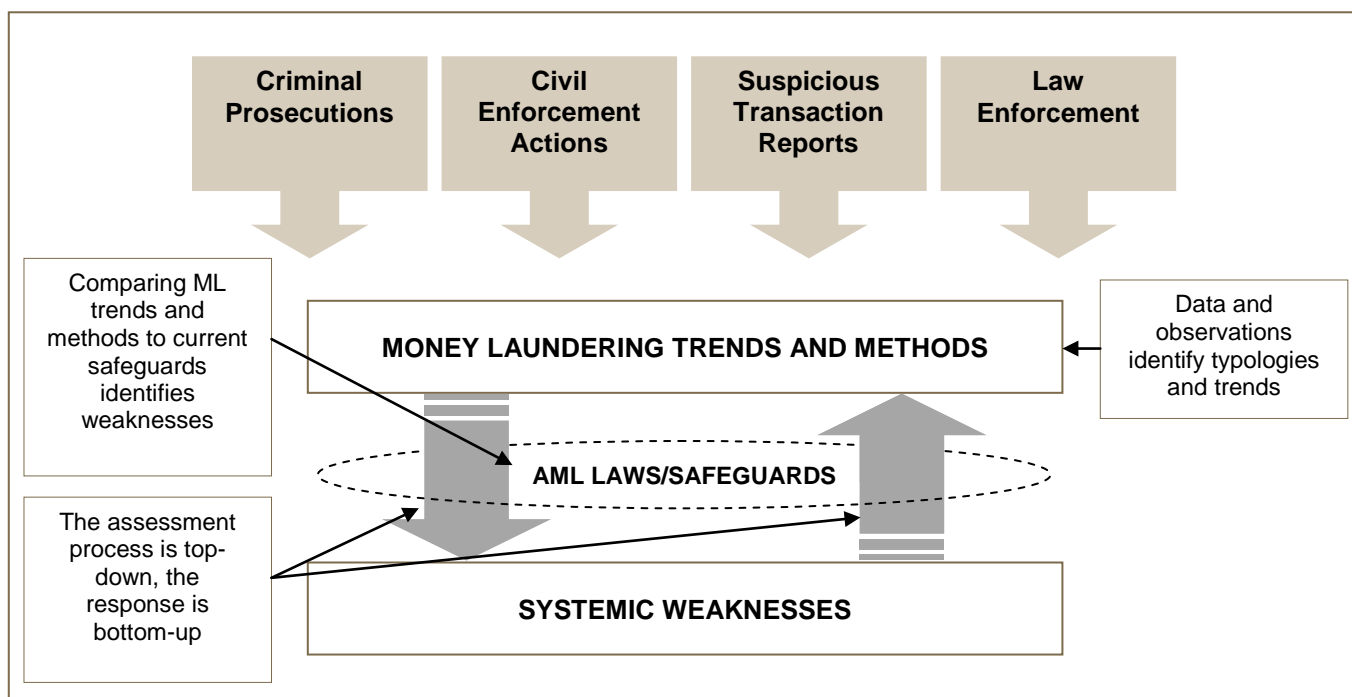 Criminal
Prosecutions
Civil
Enforcement
Actions
Suspicious
Transaction
Reports
Law
Enforcement
Comparing ML
trends and
methods to current
safeguards
identifies
weaknesses
MONEY LAUNDERING TRENDS AND METHODS
Data and
observations
identify typologies
and trends
AML LAWS/SAFEGUARDS
The assessment
process is top-
down, the
response is
bottom-up
SYSTEMIC WEAKNESSES